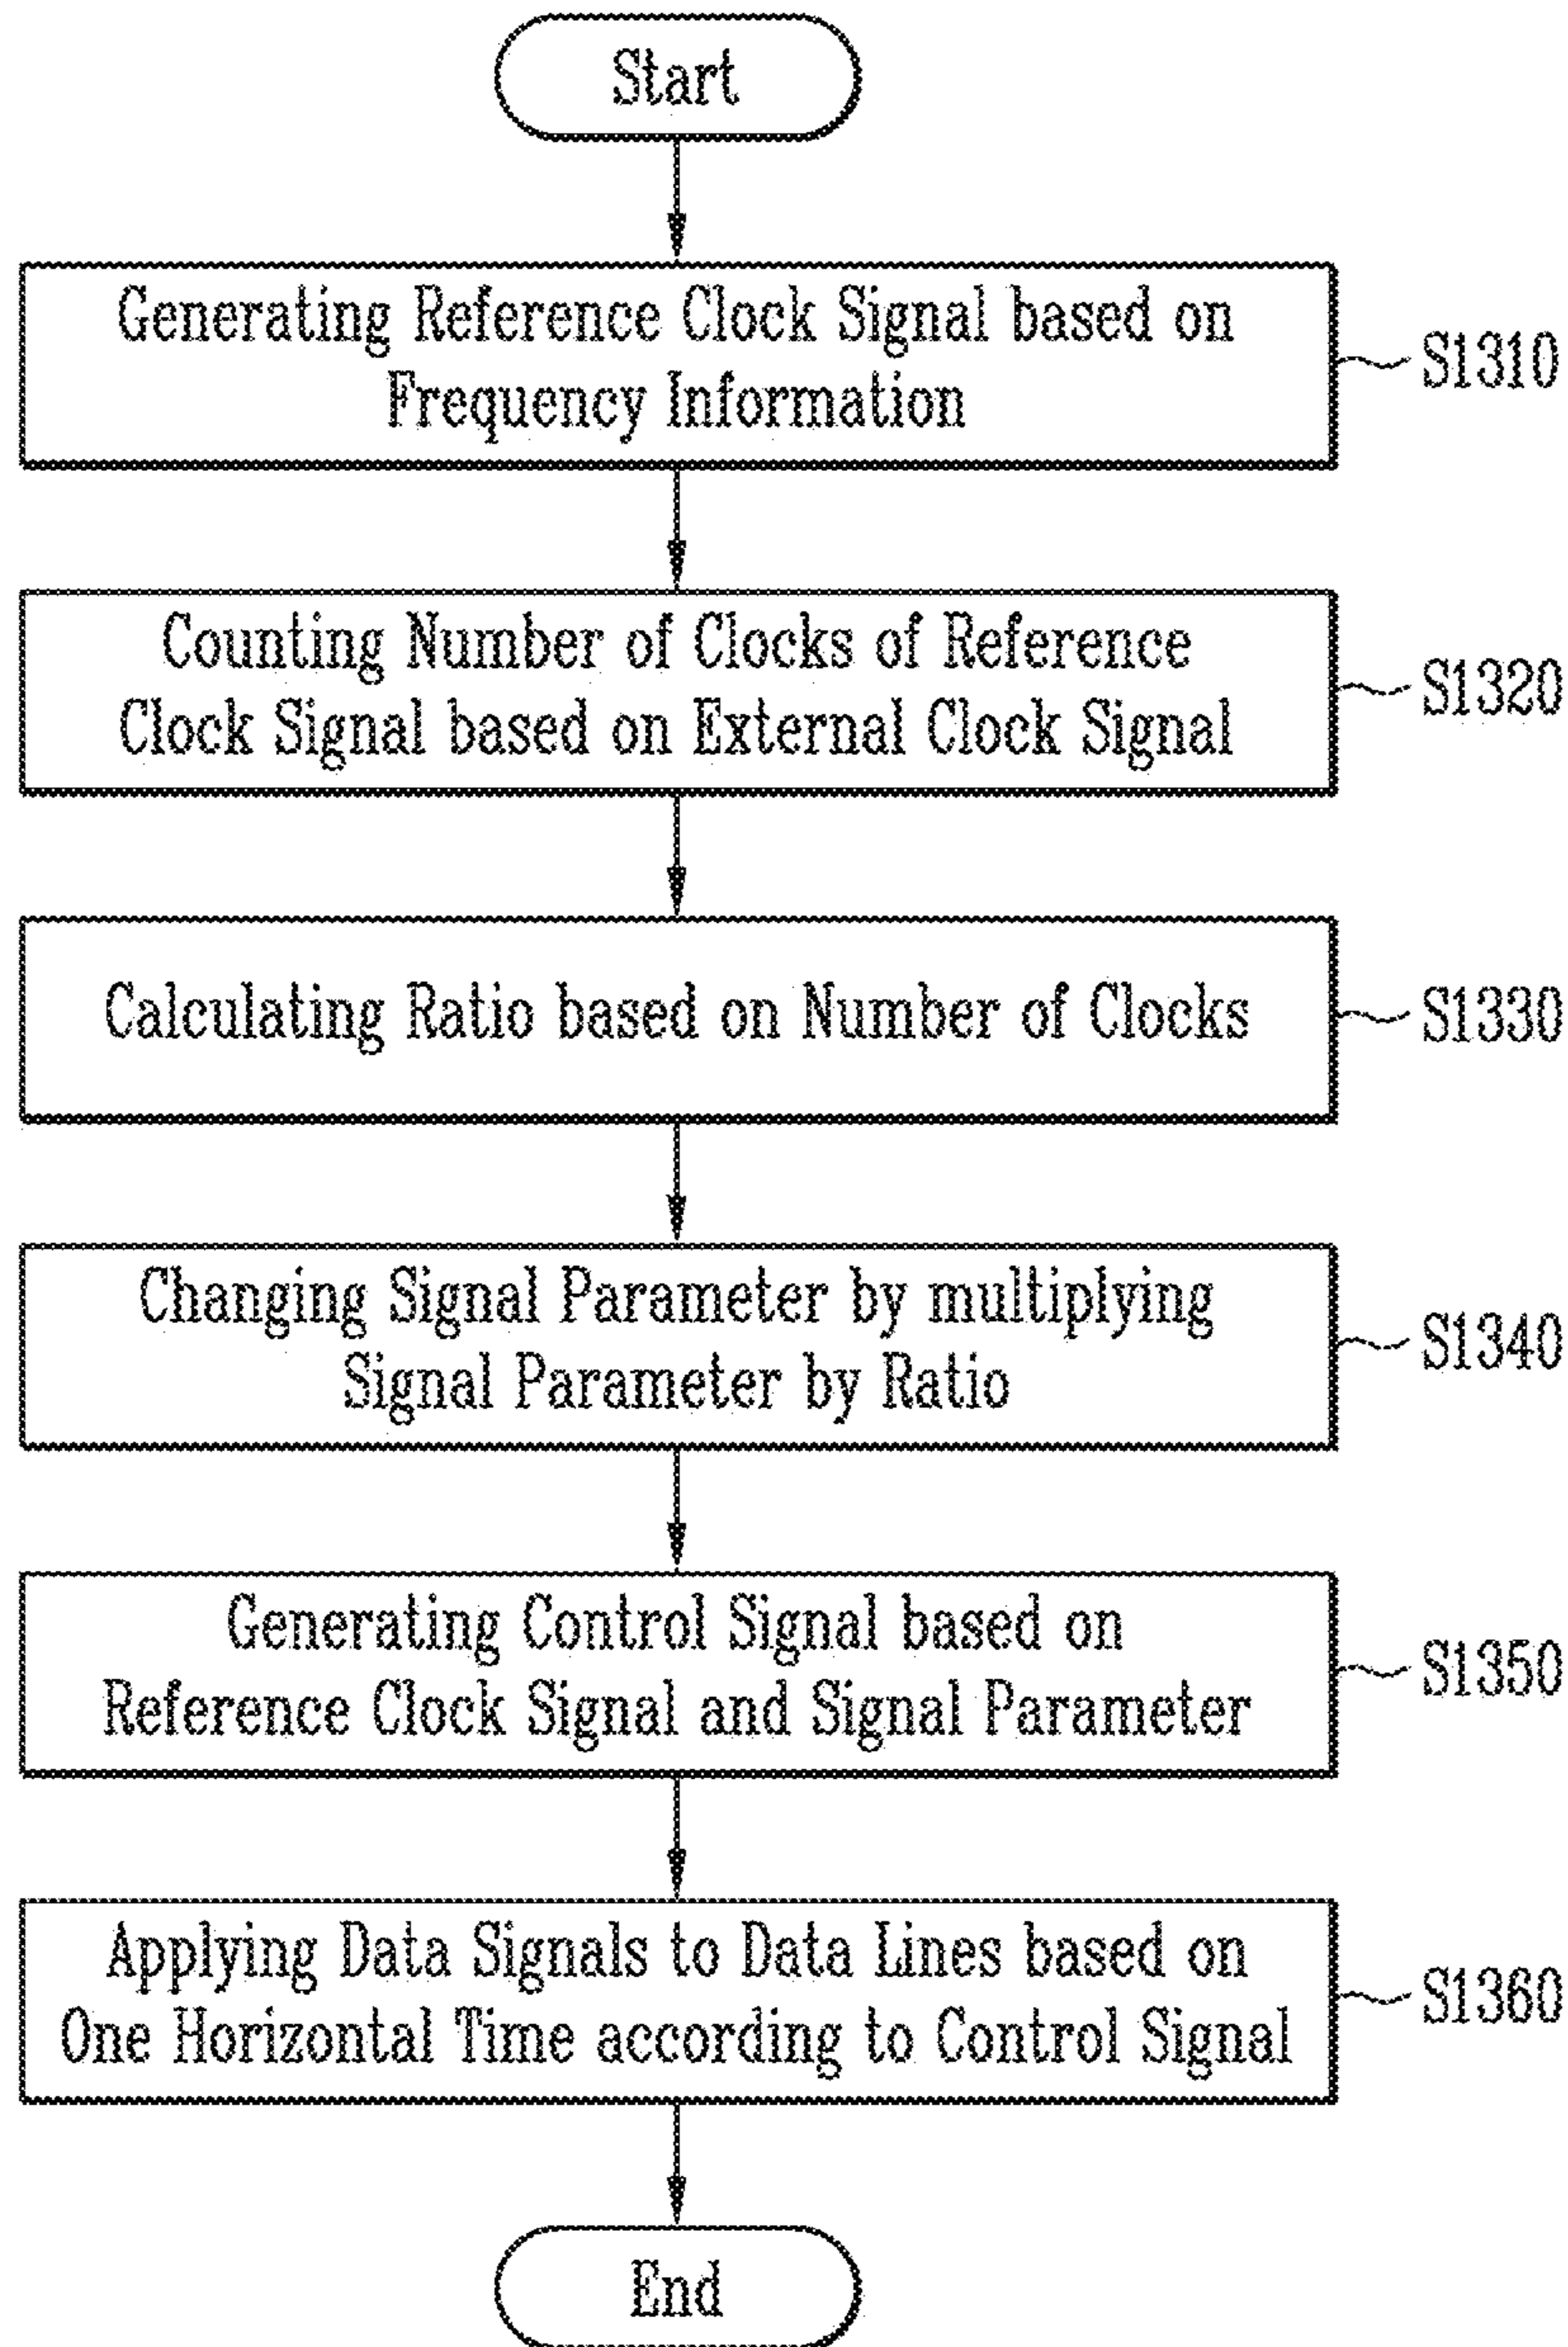 Start
Generating Reference Clock Signal based on
Frequency Information
S1310
Counting Number of Clocks of Reference
Clock Signal based on External Clock Signal
S1320
Calculating Ratio based on Number of Clocks
S1330
Changing Signal Parameter by multiplying
Signal Parameter by Ratio
S1340
Generating Control Signal based on
Reference Clock Signal and Signal Parameter
S1350
Applying Data Signals to Data Lines based on
One Horizontal Time according to Control Signal
S1360
End